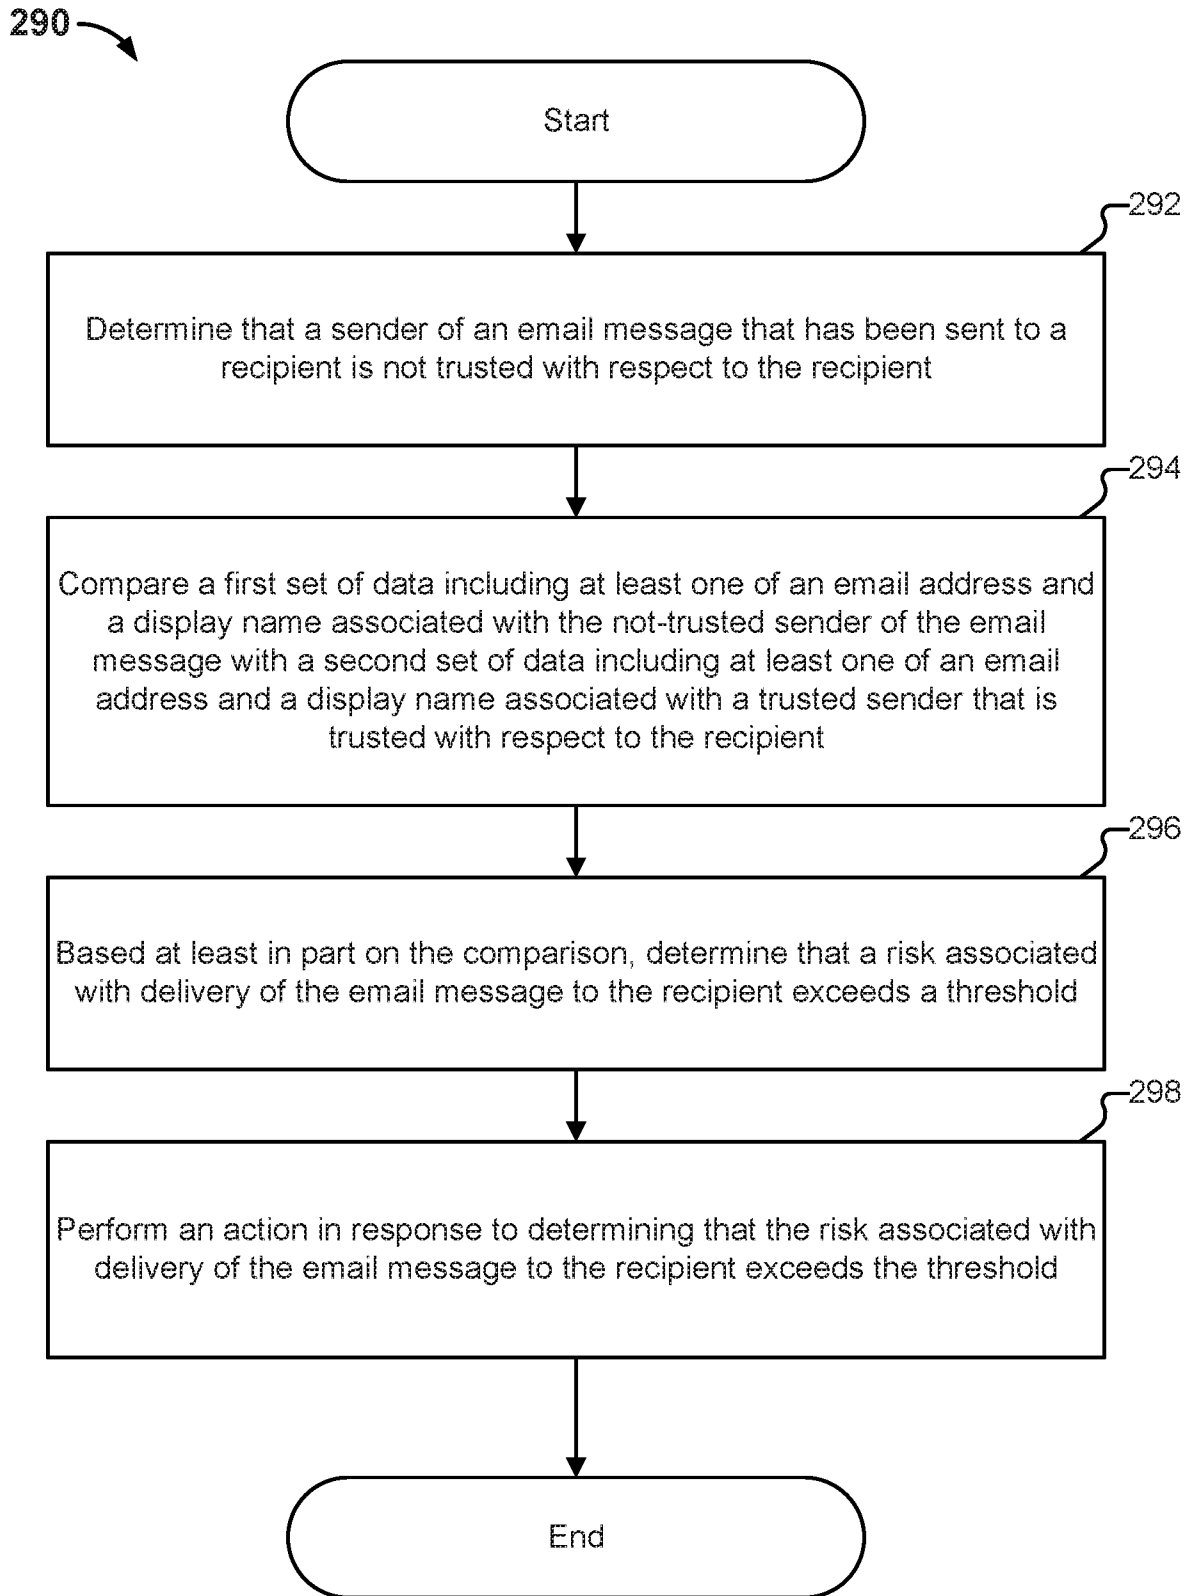 290
Start
292
Determine that a sender of an email message that has been sent to a
recipient is not trusted with respect to the recipient
294
Compare a first set of data including at least one of an email address and
a display name associated with the not-trusted sender of the email
message with a second set of data including at least one of an email
address and a display name associated with a trusted sender that is
trusted with respect to the recipient
296
Based at least in part on the comparison, determine that a risk associated
with delivery of the email message to the recipient exceeds a threshold
298
Perform an action in response to determining that the risk associated with
delivery of the email message to the recipient exceeds the threshold
End